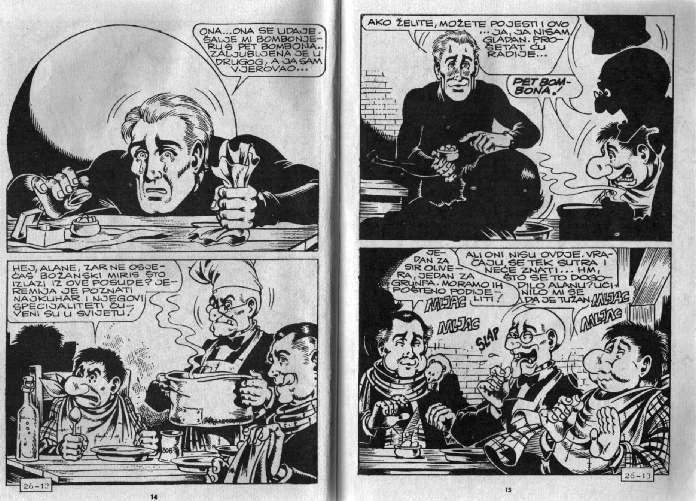 ONA...ONA SE UDAJE.
ŠALJE MI BOMBONJE-
RU S PET BOMBONA..
ZALJUBLJENA JE U
DRUGOG, A JA SAM
VJEROVAO...
HEJ, ALANE, ZAR NE OSJE-
ĆAŠ BOŽANSKI MIRIS ŠTO
IZLAZI IZ OVE POSUDE? JE-
REMIJA JE POZNATI
NAJKUHAR I NJEGOVI
SPECIJALITETI ČU-
VENI SU U SVIJETU!
26-13
14
AKO ŽELITE, MOŽETE POJESTI I OVO
...JA, JA NISAM
GLADAN. PRO-
ŠETAT ĆU
RADIJE...
PET BOM-
BONA!
JE-
DAN ZA
SIR OLIVE-
RA, JEDAN ZA
GRUNFA. MORAMO IH
POŠTENO PODIJE-
LITI!
ALI ONI NISU OVDJE. VRA-
ĆAJU SE TEK SUTRA I
NEĆE ZNATI... HM,
ŠTO SE TO DOGO-
DILO ALANU? UČI-
NILO MI SE
DA JE TUŽAN.
MLJAC
MLJAC
SLAP
MLJAC
MLJAC
26-13
15